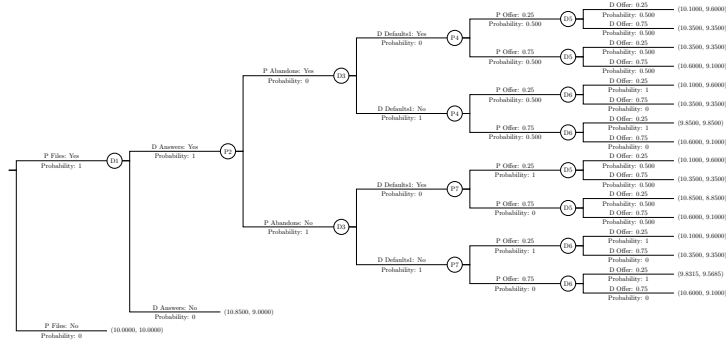 P Files: Yes
Probability: 1
D1
D Answers: Yes
Probability: 1
P2
P Abandons: Yes
Probability: 0
D3
D Defaults1: Yes
Probability: 0
P4
P Offer: 0.25
Probability: 0.500
D5
D Offer: 0.25
Probability: 0.500
(10.1000, 9.6000)
D Offer: 0.75
Probability: 0.500
(10.3500, 9.3500)
P Offer: 0.75
Probability: 0.500
D5
D Offer: 0.25
Probability: 0.500
(10.3500, 9.3500)
D Offer: 0.75
Probability: 0.500
(10.6000, 9.1000)
D Defaults1: No
Probability: 1
P4
P Offer: 0.25
Probability: 0.500
D6
D Offer: 0.25
Probability: 1
(10.1000, 9.6000)
D Offer: 0.75
Probability: 0
(10.3500, 9.3500)
P Offer: 0.75
Probability: 0.500
D6
D Offer: 0.25
Probability: 1
(9.8500, 9.8500)
D Offer: 0.75
Probability: 0
(10.6000, 9.1000)
P Abandons: No
Probability: 1
D3
D Defaults1: Yes
Probability: 0
P7
P Offer: 0.25
Probability: 1
D5
D Offer: 0.25
Probability: 0.500
(10.1000, 9.6000)
D Offer: 0.75
Probability: 0.500
(10.3500, 9.3500)
P Offer: 0.75
Probability: 0
D5
D Offer: 0.25
Probability: 0.500
(10.8500, 8.8500)
D Offer: 0.75
Probability: 0.500
(10.6000, 9.1000)
D Defaults1: No
Probability: 1
P7
P Offer: 0.25
Probability: 1
D6
D Offer: 0.25
Probability: 1
(10.1000, 9.6000)
D Offer: 0.75
Probability: 0
(10.3500, 9.3500)
P Offer: 0.75
Probability: 0
D6
D Offer: 0.25
Probability: 1
(9.8315, 9.5685)
D Offer: 0.75
Probability: 0
(10.6000, 9.1000)
D Answers: No
Probability: 0
(10.8500, 9.0000)
P Files: No
Probability: 0
(10.0000, 10.0000)